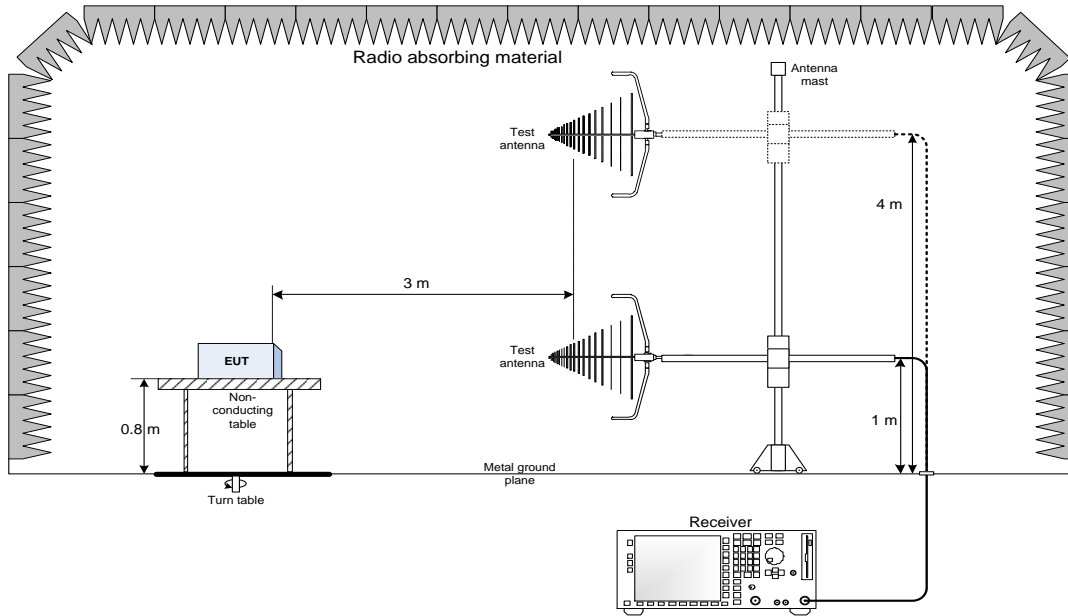 Radio absorbing material
Antenna
mast
Test
antenna
4 m
3 m
EUT
Test
antenna
Non-
conducting
table
0.8 m
1 m
Metal ground
plane
Turn table
Receiver